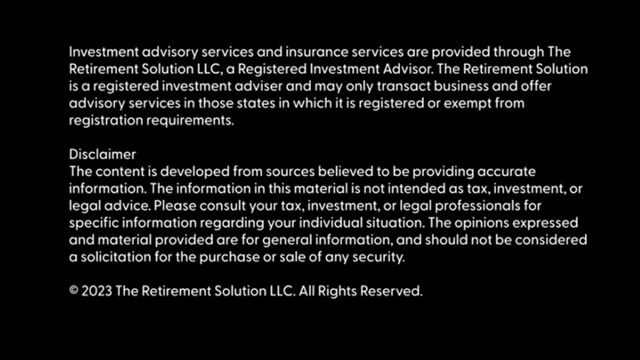 Investment advisory services and insurance services are provided through The
Retirement Solution LLC, a Registered Investment Advisor. The Retirement Solution
is a registered investment adviser and may only transact business and offer
advisory services in those states in which it is registered or exempt from
registration requirements.
Disclaimer
The content is developed from sources believed to be providing accurate
information. The information in this material is not intended as tax, investment, or
legal advice. Please consult your tax, investment, or legal professionals for
specific information regarding your individual situation. The opinions expressed
and material provided are for general information, and should not be considered
a solicitation for the purchase or sale of any security.
© 2023 The Retirement Solution LLC. All Rights Reserved.